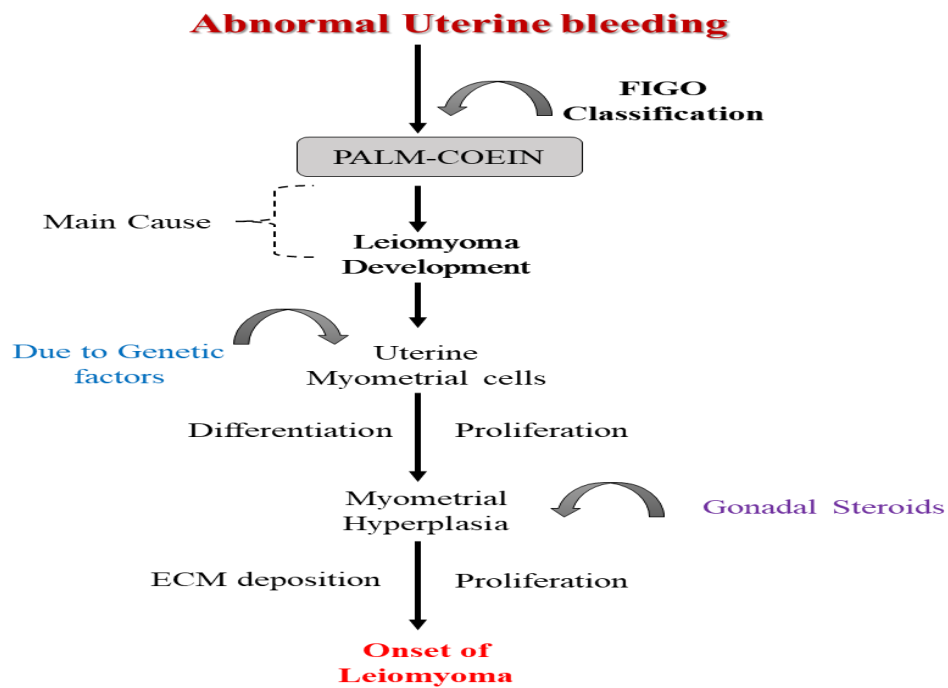 Abnormal Uterine bleeding
FIGO
Classification
PALM-COEIN
Main Cause
Leiomyoma
Development
Due to Genetic
factors
Uterine
Myometrial cells
Differentiation
Proliferation
Myometrial
Hyperplasia
Gonadal Steroids
ECM deposition
Proliferation
Onset of
Leiomyoma